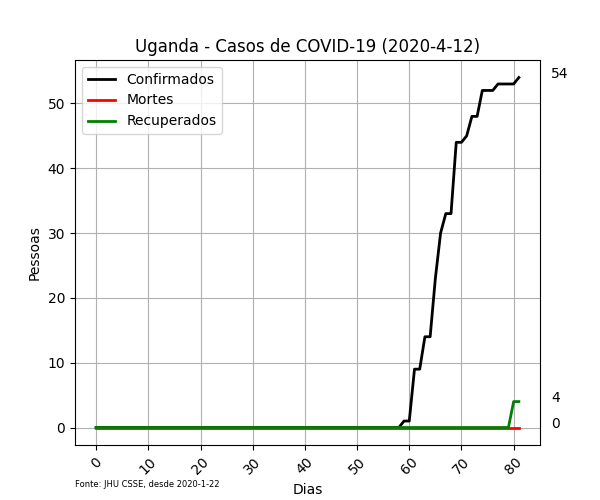 Uganda - Casos de COVID-19 (2020-4-12)
Confirmados
Mortes
Recuperados
54
4
0
50
40
30
20
10
0
Pessoas
0 10 20 30 40 50 60 70 80
Dias
Fonte: JHU CSSE, desde 2020-1-22